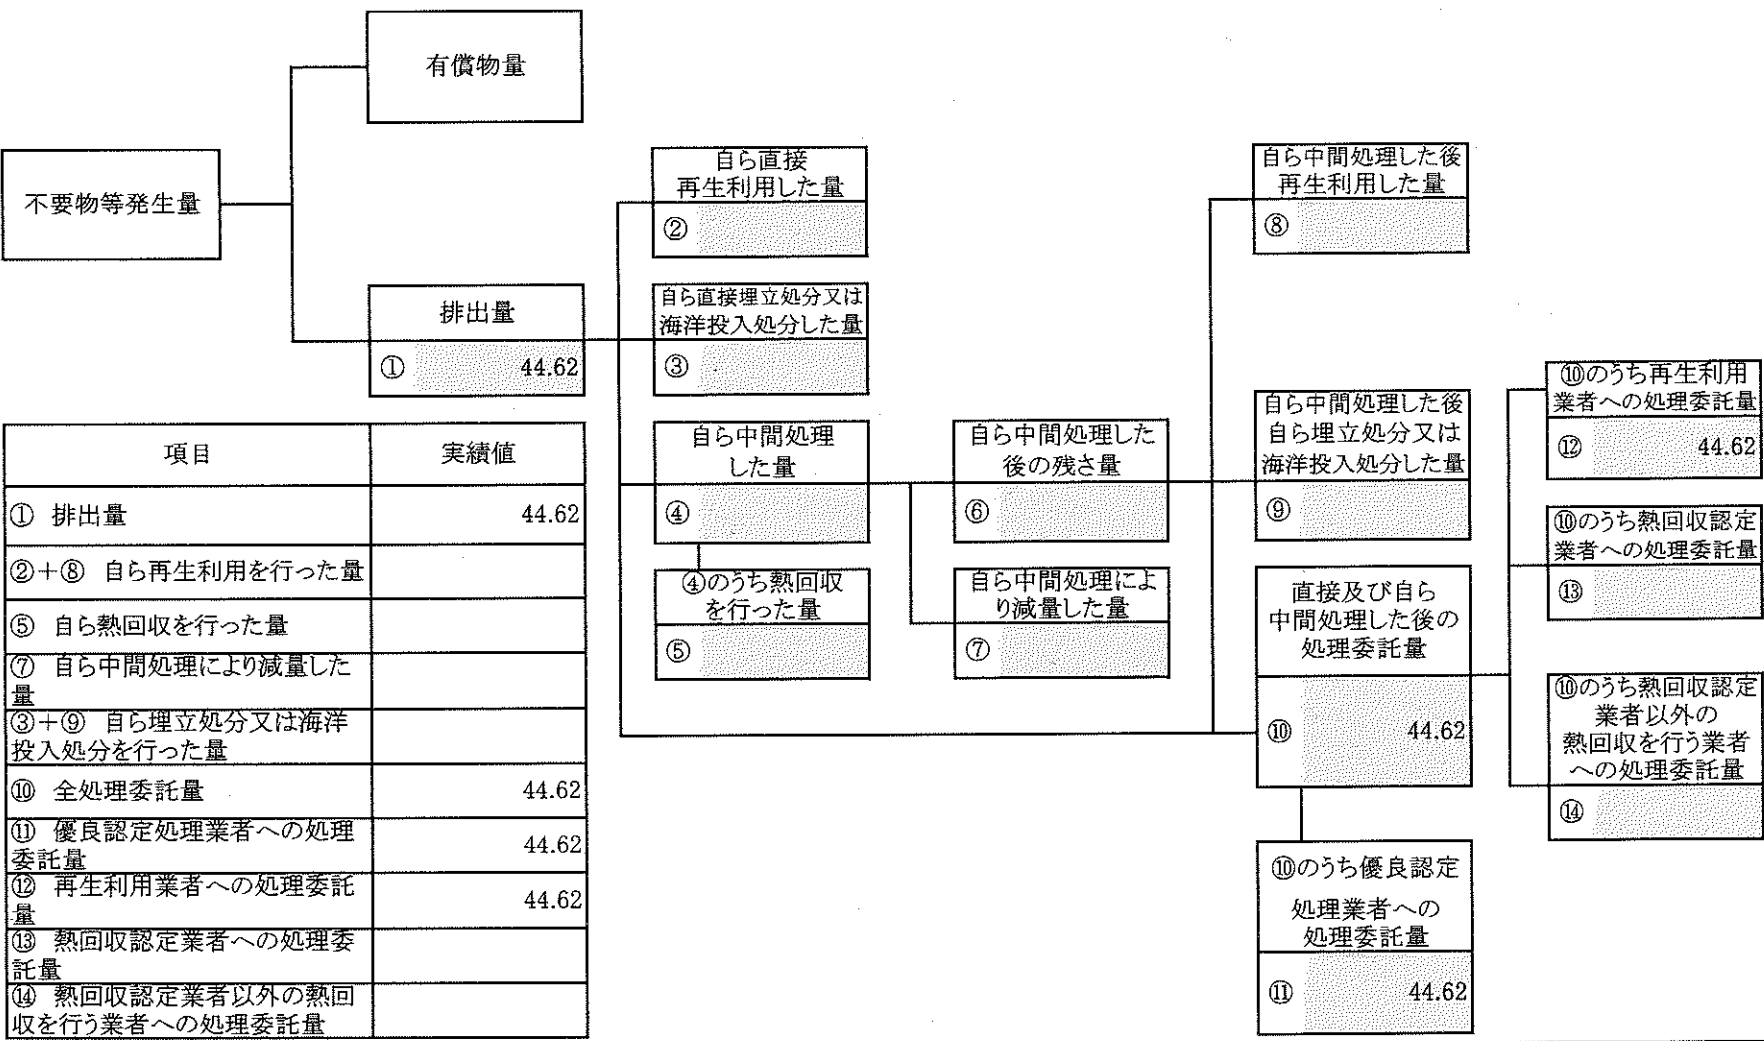 有償物量
不要物等発生量
排出量
① 44.62
自ら直接
再生利用した量
②
自ら直接埋立処分又は
海洋投入処分した量
③
自ら中間処理
した量
④
④のうち熱回収
を行った量
⑤
自ら中間処理した
後の残さ量
⑥
自ら中間処理によ
り減量した量
⑦
自ら中間処理した後
再生利用した量
⑧
自ら中間処理した後
自ら埋立処分又は
海洋投入処分した量
⑨
直接及び自ら
中間処理した後の
処理委託量
⑩ 44.62
⑩のうち優良認定
処理業者への
処理委託量
⑪ 44.62
⑩のうち再生利用
業者への処理委託量
⑫ 44.62
⑩のうち熱回収認定
業者への処理委託量
⑬
⑩のうち熱回収認定
業者以外の
熱回収を行う業者
への処理委託量
⑭
項目 実績値
① 排出量 44.62
②+⑧ 自ら再生利用を行った量
⑤ 自ら熱回収を行った量
⑦ 自ら中間処理により減量した
量
③+⑨ 自ら埋立処分又は海洋
投入処分を行った量
⑩ 全処理委託量 44.62
⑪ 優良認定処理業者への処理
委託量 44.62
⑫ 再生利用業者への処理委託
量 44.62
⑬ 熱回収認定業者への処理委
託量
⑭ 熱回収認定業者以外の熱回
収を行う業者への処理委託量